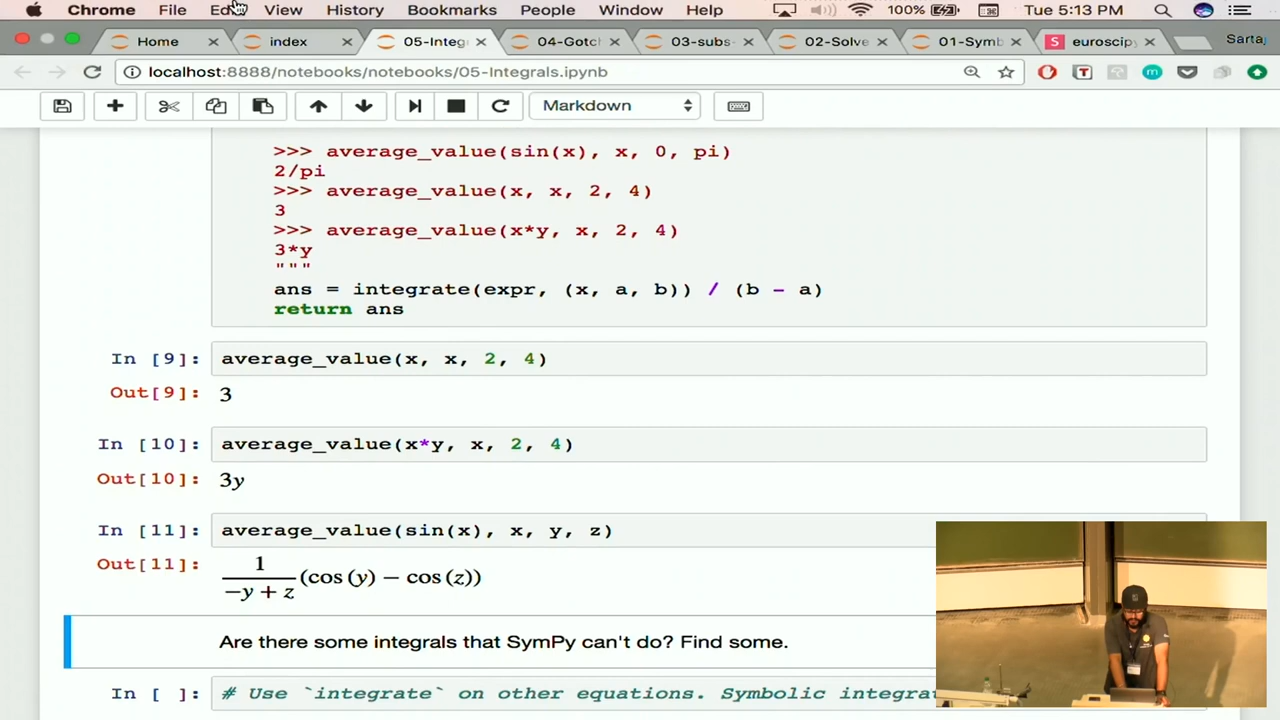 Chrome File Edit View History Bookmarks People Window Help 100% Tue 5:13 PM
Home index 05-Integ 04-Gotc 03-subs- 02-Solve 01-Symb euroscipy Sartaj
localhost:8888/notebooks/notebooks/05-Integrals.ipynb
Markdown
>>> average_value(sin(x), x, 0, pi)
2/pi
>>> average_value(x, x, 2, 4)
3
>>> average_value(x*y, x, 2, 4)
3*y
"""
ans = integrate(expr, (x, a, b)) / (b - a)
return ans
In [9]: average_value(x, x, 2, 4)
Out[9]: 3
In [10]: average_value(x*y, x, 2, 4)
Out[10]: 3y
In [11]: average_value(sin(x), x, y, z)
Out[11]: 1/(-y + z) (cos (y) − cos (z))
Are there some integrals that SymPy can't do? Find some.
In [ ]: # Use `integrate` on other equations. Symbolic integrat